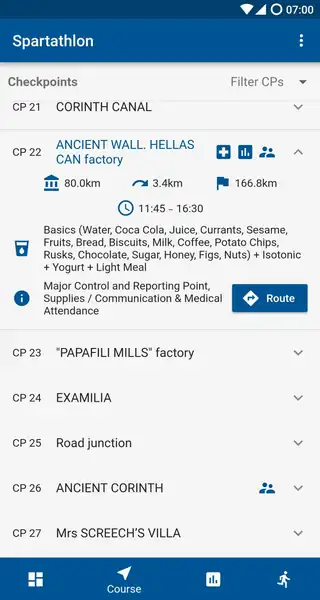 07:00
Spartathlon
Checkpoints Filter CPs
CP 21 CORINTH CANAL
CP 22 ANCIENT WALL. HELLAS
CAN factory
80.0km 3.4km 166.8km
11:45 - 16:30
Basics (Water, Coca Cola, Juice, Currants, Sesame,
Fruits, Bread, Biscuits, Milk, Coffee, Potato Chips,
Rusks, Chocolate, Sugar, Honey, Figs, Nuts) + Isotonic
+ Yogurt + Light Meal
Major Control and Reporting Point,
Supplies / Communication & Medical
Attendance
Route
CP 23 "PAPAFILI MILLS" factory
CP 24 EXAMILIA
CP 25 Road junction
CP 26 ANCIENT CORINTH
CP 27 Mrs SCREECH'S VILLA
Course